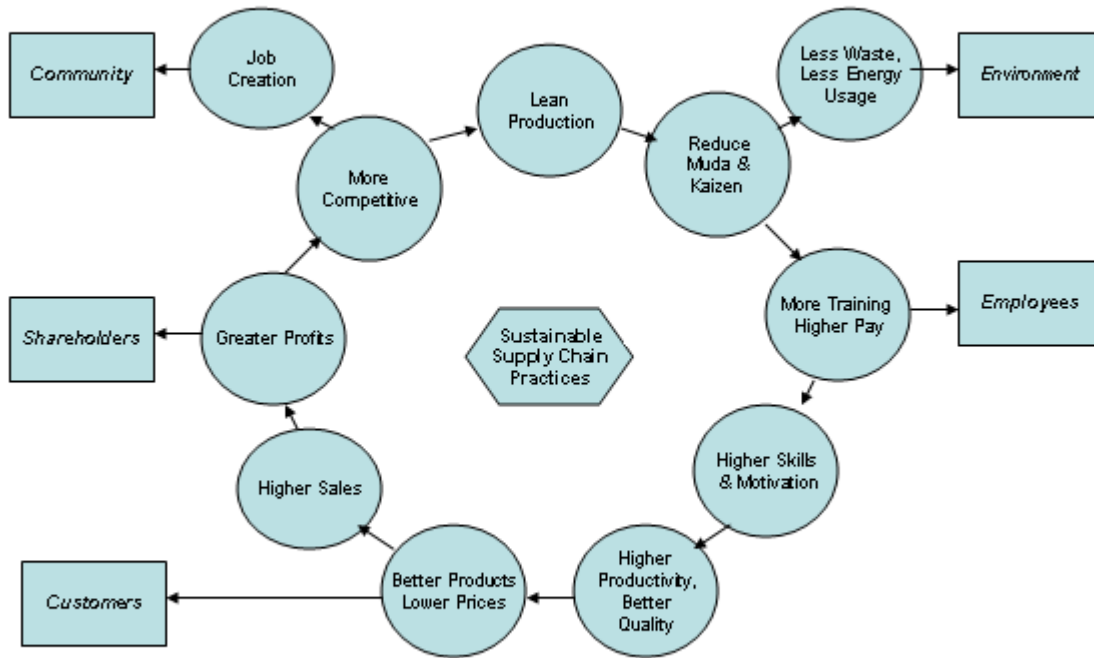 Community
Job
Creation
Lean
Production
Less Waste,
Less Energy
Usage
Environment
More
Competitive
Reduce
Muda &
Kaizen
Shareholders
Greater Profits
Sustainable
Supply Chain
Practices
More Training
Higher Pay
Employees
Higher Sales
Higher Skills
& Motivation
Customers
Better Products
Lower Prices
Higher
Productivity,
Better
Quality